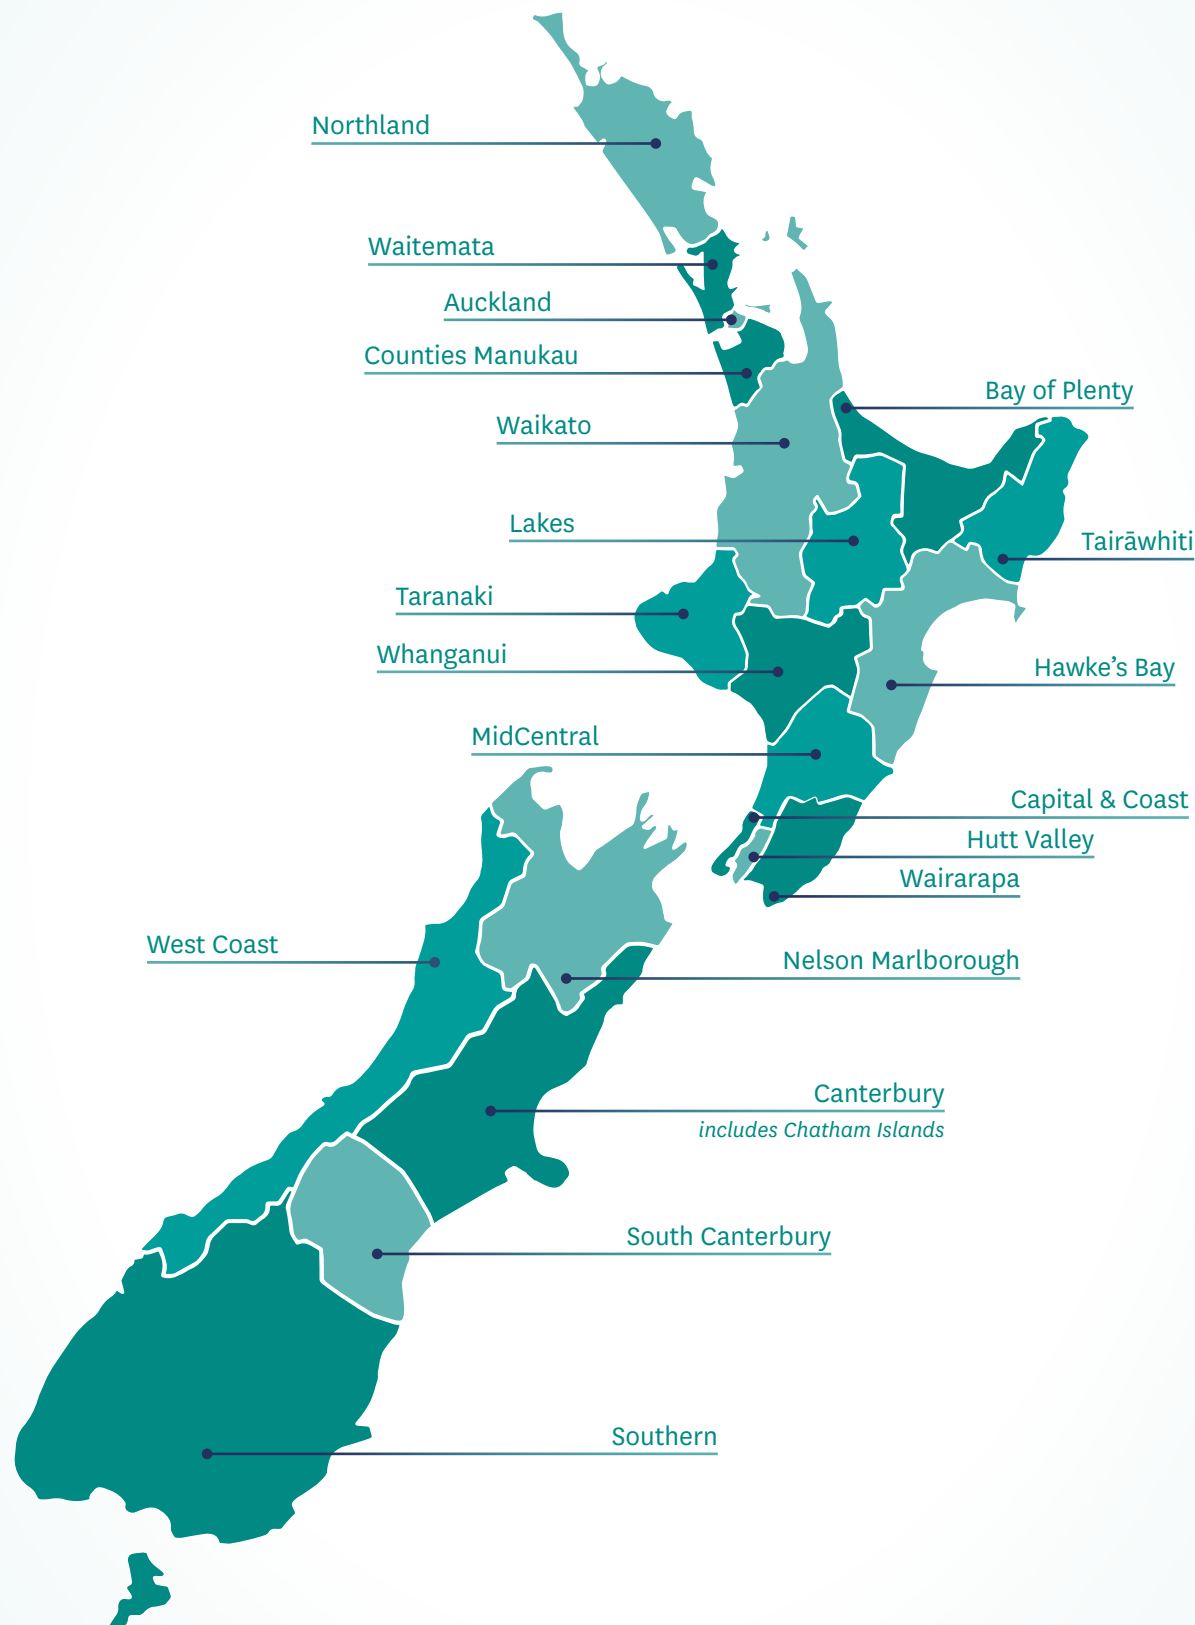 Northland
Waitemata
Auckland
Counties Manukau
Bay of Plenty
Waikato
Lakes
Tairāwhiti
Taranaki
Whanganui
Hawke’s Bay
MidCentral
Capital & Coast
Hutt Valley
Wairarapa
West Coast
Nelson Marlborough
Canterbury
includes Chatham Islands
South Canterbury
Southern